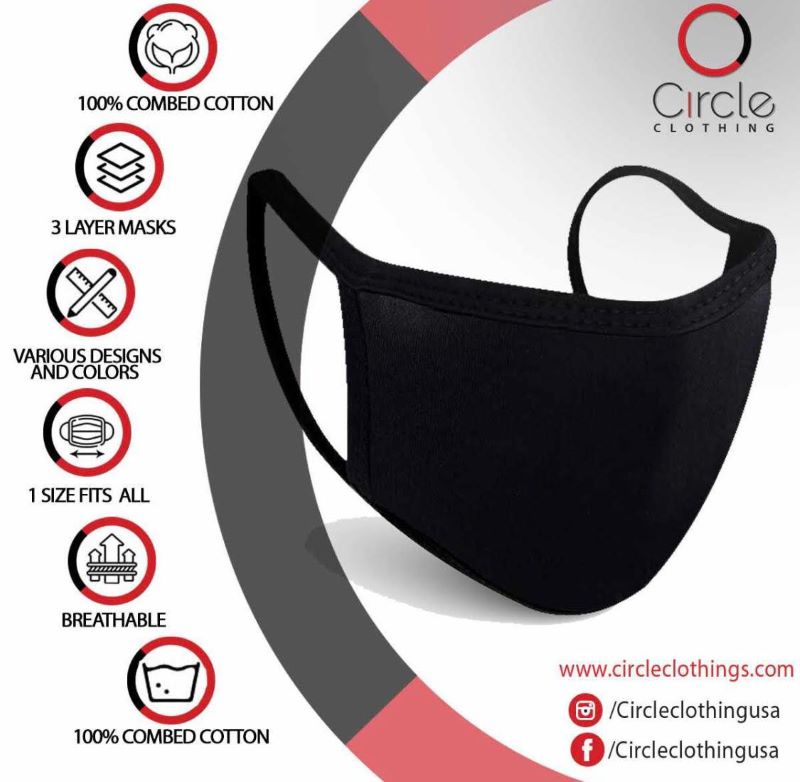 100% COMBED COTTON
3 LAYER MASKS
VARIOUS DESIGNS
AND COLORS
1 SIZE FITS ALL
BREATHABLE
100% COMBED COTTON
Circle
CLOTHING
www.circleclothings.com
/Circleclothingusa
/Circleclothingusa